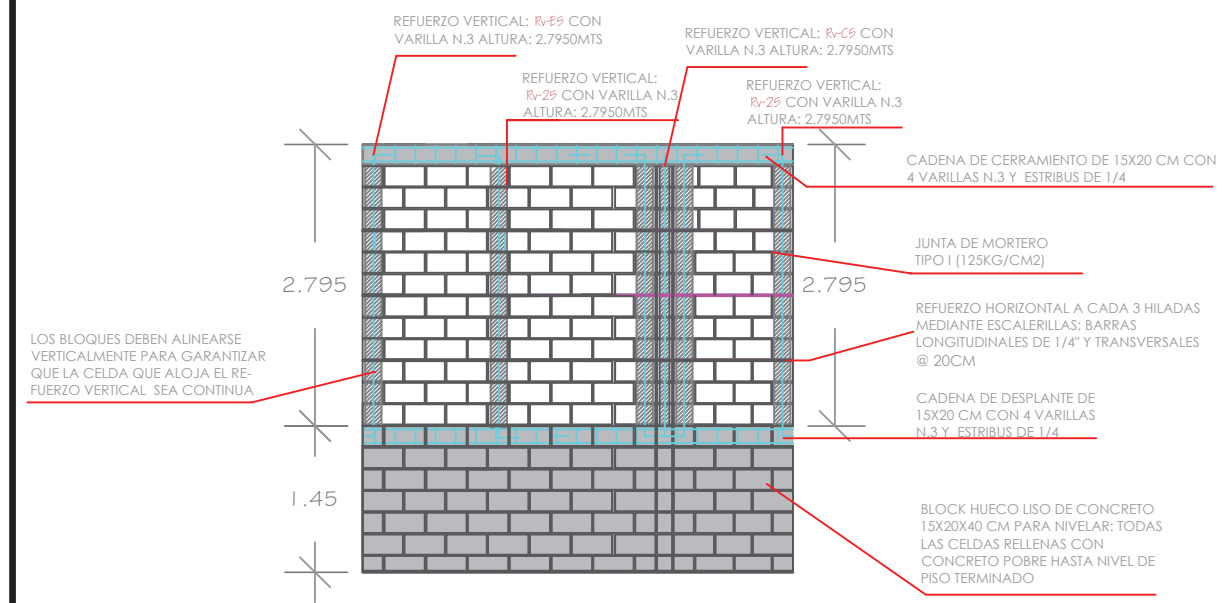 REFUERZO VERTICAL: Rv-E5 CON
VARILLA N.3 ALTURA: 2.7950MTS
REFUERZO VERTICAL: Rv-C5 CON
VARILLA N.3 ALTURA: 2.7950MTS
REFUERZO VERTICAL:
Rv-25 CON VARILLA N.3
ALTURA: 2.7950MTS
REFUERZO VERTICAL:
Rv-25 CON VARILLA N.3
ALTURA: 2.7950MTS
CADENA DE CERRAMIENTO DE 15X20 CM CON
4 VARILLAS N.3 Y ESTRIBUS DE 1/4
JUNTA DE MORTERO
TIPO I (125KG/CM2)
2.795
2.795
REFUERZO HORIZONTAL A CADA 3 HILADAS
MEDIANTE ESCALERILLAS: BARRAS
LONGITUDINALES DE 1/4" Y TRANSVERSALES
@ 20CM
LOS BLOQUES DEBEN ALINEARSE
VERTICALMENTE PARA GARANTIZAR
QUE LA CELDA QUE ALOJA EL RE-
FUERZO VERTICAL SEA CONTINUA
CADENA DE DESPLANTE DE
15X20 CM CON 4 VARILLAS
N.3 Y ESTRIBUS DE 1/4
1.45
BLOCK HUECO LISO DE CONCRETO
15X20X40 CM PARA NIVELAR: TODAS
LAS CELDAS RELLENAS CON
CONCRETO POBRE HASTA NIVEL DE
PISO TERMINADO